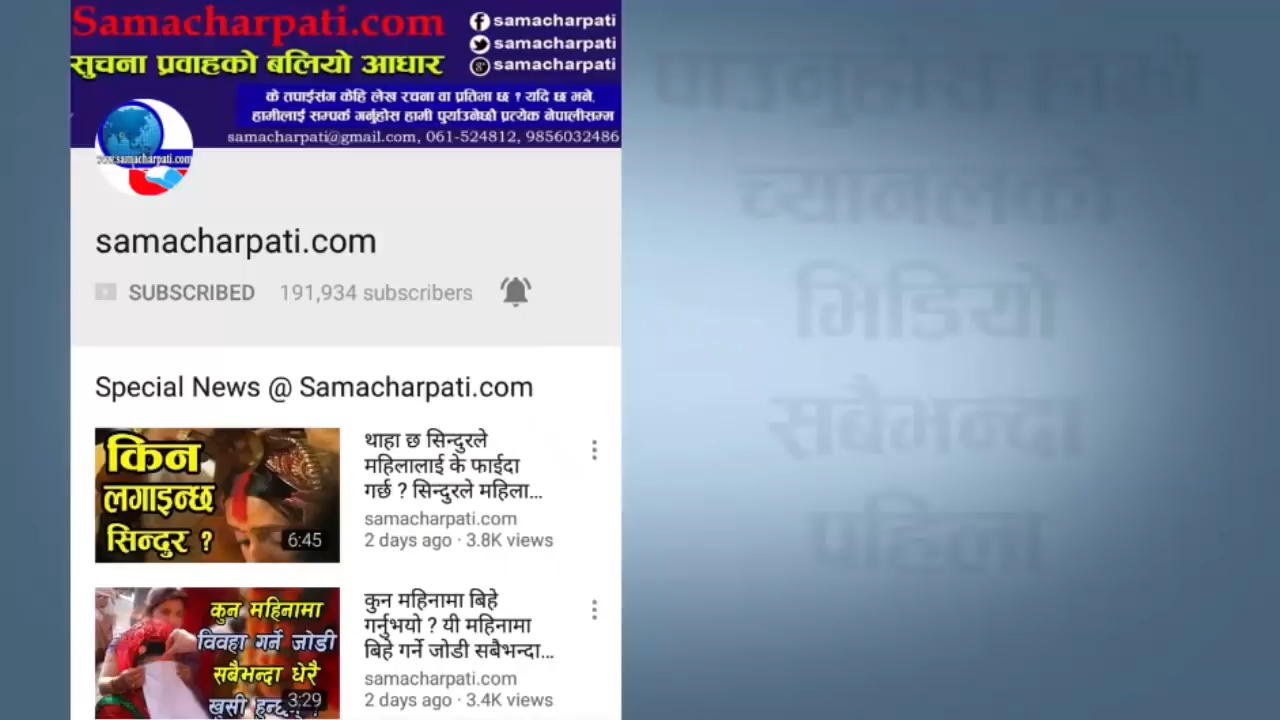 Samacharpati.com
सुचना प्रवाहको बलियो आधार
samacharpati
samacharpati
samacharpati
के तपाईसंग केहि लेख रचना वा प्रतिभा छ ? यदि छ भने,
हामीलाई सम्पर्क गर्नुहोस हामी पुर्याउनेछौ प्रत्येक नेपालीसम्म
samacharpati@gmail.com, 061-524812, 9856032486
www.samacharpati.com
samacharpati.com
SUBSCRIBED 191,934 subscribers
Special News @ Samacharpati.com
किन
लगाइन्छ
सिन्दुर ?
6:45
थाहा छ सिन्दुरले
महिलालाई के फाईदा
गर्छ ? सिन्दुरले महिला...
samacharpati.com
2 days ago · 3.8K views
कुन महिनामा
विवहा गर्ने जोडी
सबैभन्दा धेरै
खुसी हुन्छन् ?
3:29
कुन महिनामा बिहे
गर्नुभयो ? यी महिनामा
बिहे गर्ने जोडी सबैभन्दा...
samacharpati.com
2 days ago · 3.4K views
पाउनुहोस
च्यानलको
भिडियो
सबैभन्दा
पहिला